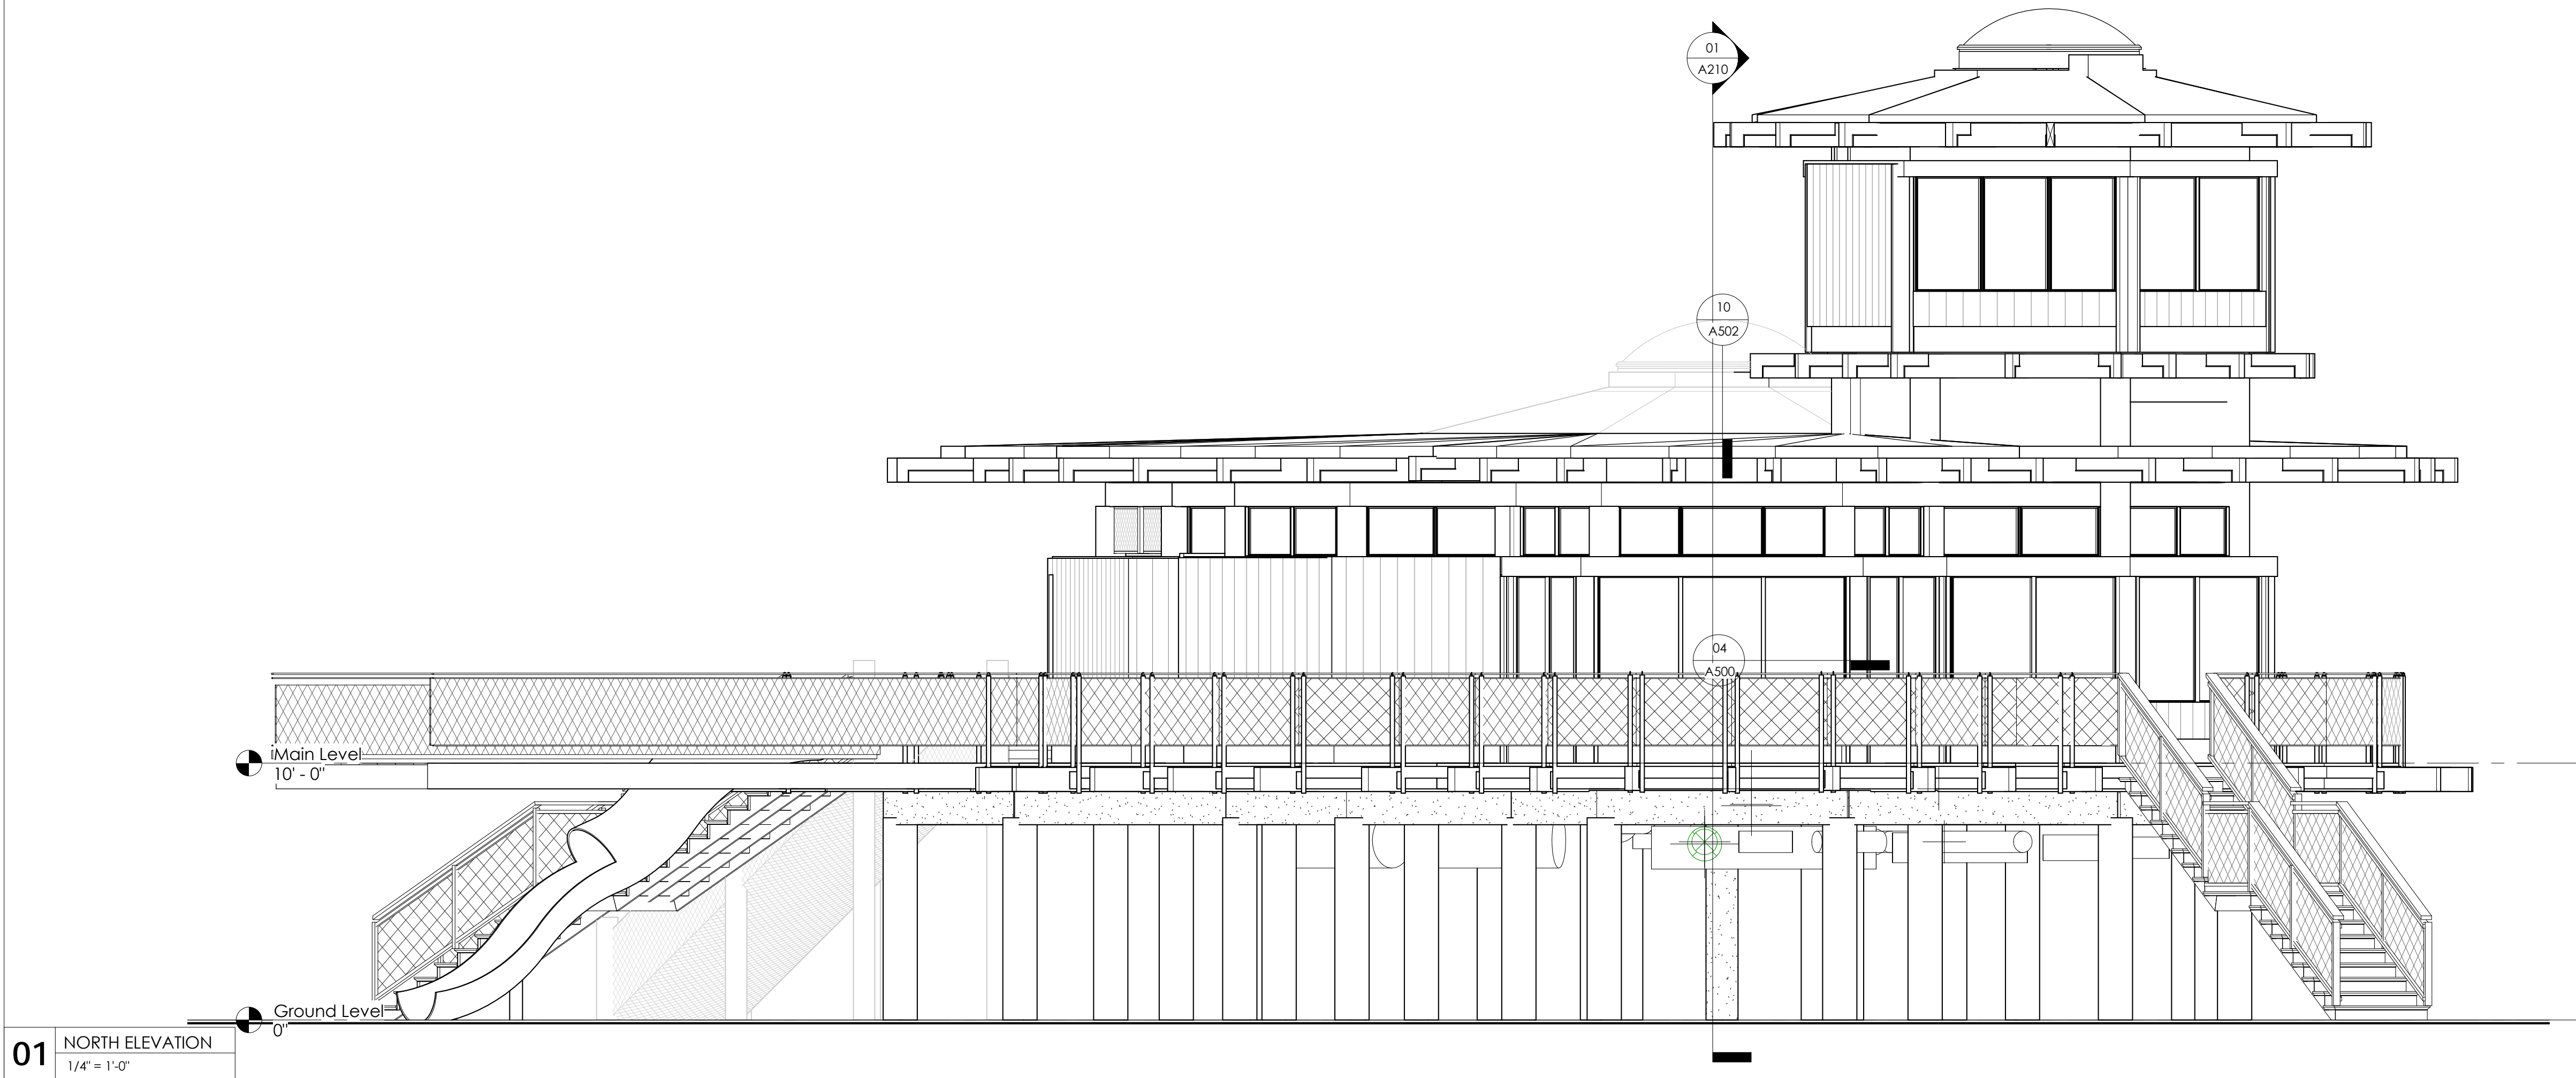 01
A210
10
A502
04
A500
Main Level
10' - 0"
Ground Level
0"
01
NORTH ELEVATION
1/4" = 1'-0"